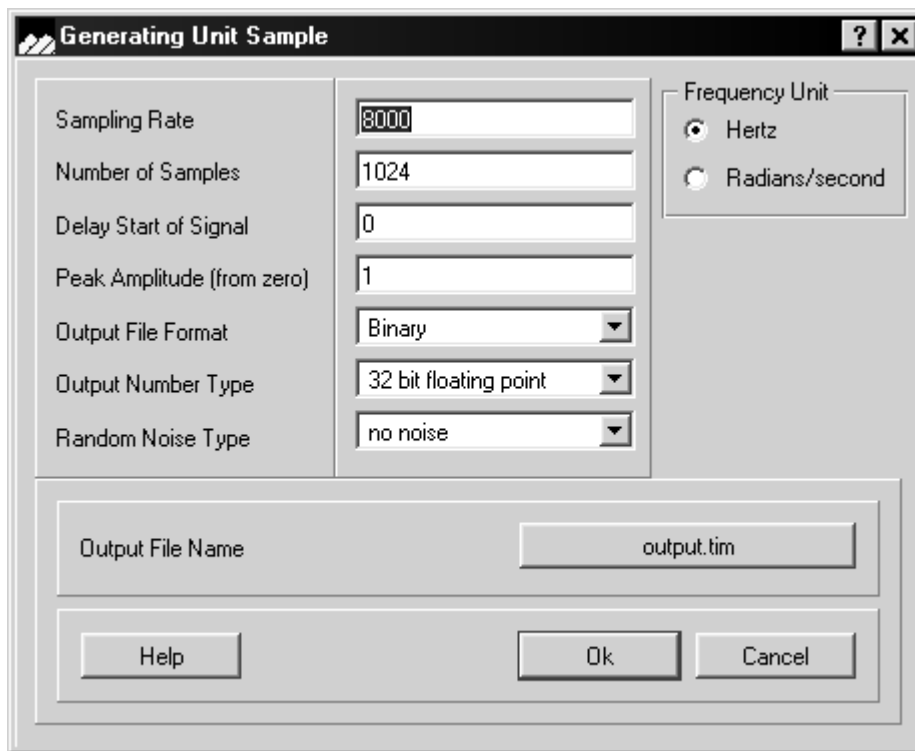 Generating Unit Sample
Sampling Rate 8000
Number of Samples 1024
Delay Start of Signal 0
Peak Amplitude (from zero) 1
Output File Format Binary
Output Number Type 32 bit floating point
Random Noise Type no noise
Frequency Unit
Hertz
Radians/second
Output File Name output.tim
Help Ok Cancel